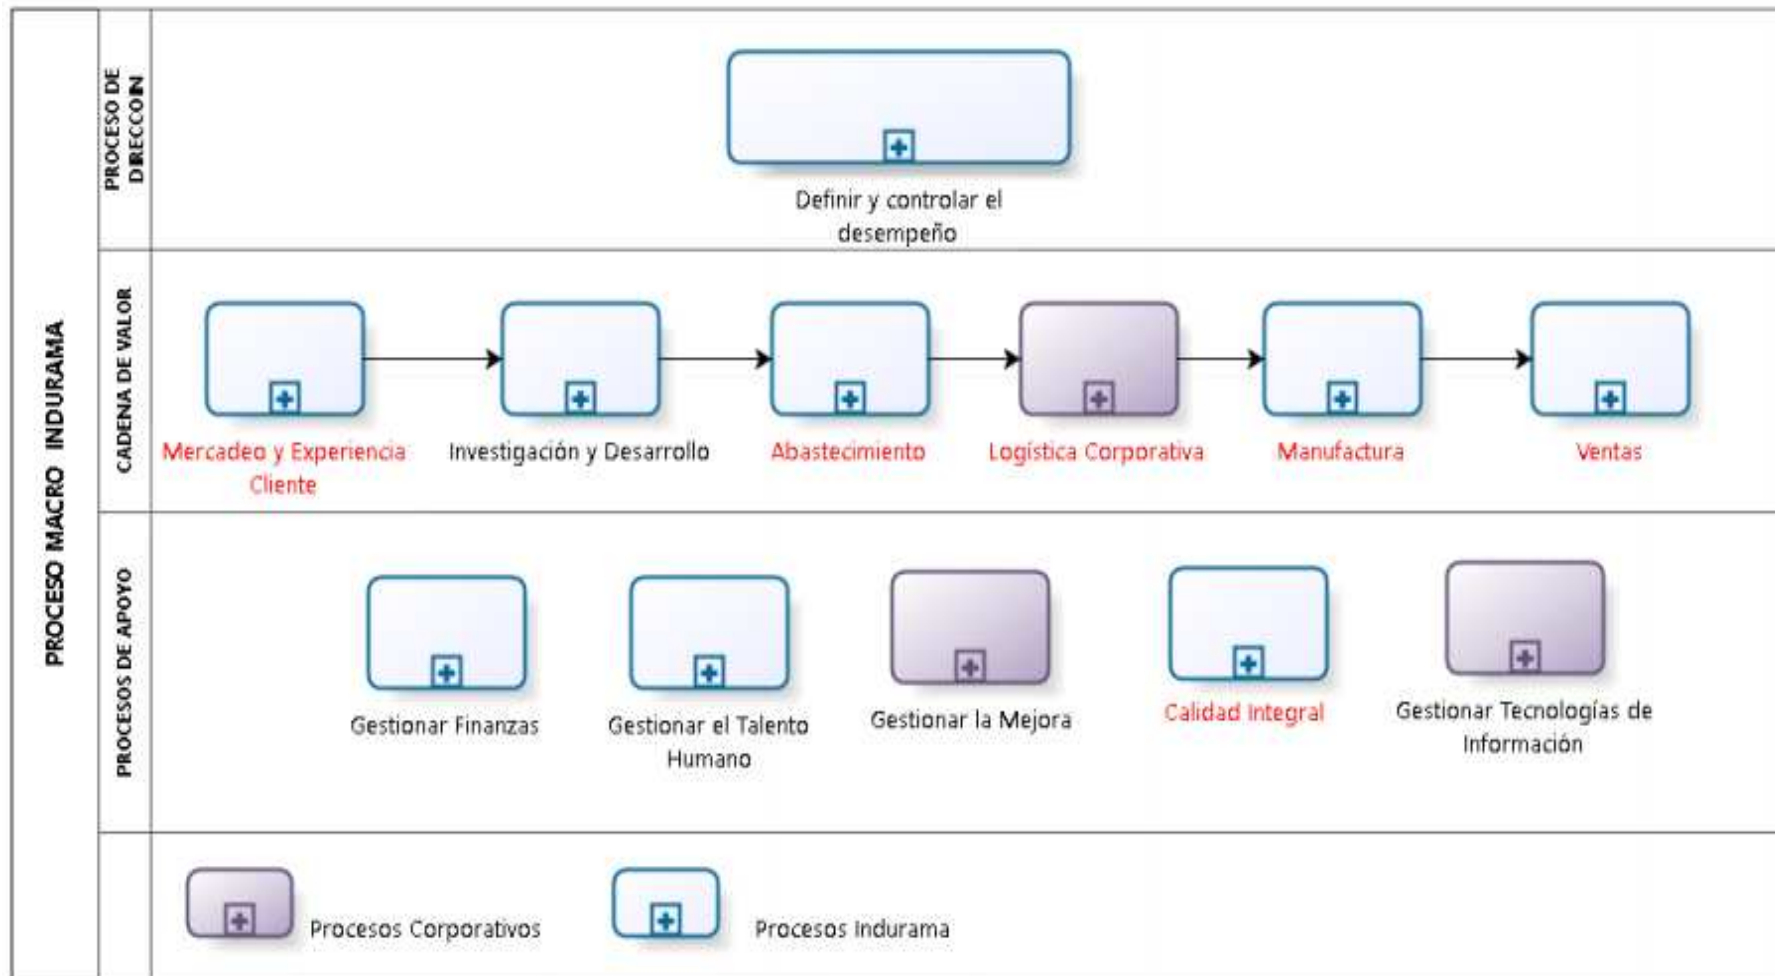 PROCESO MACRO INDURAMA
PROCESO DE
DIRECCOIN
Definir y controlar el
desempeño
CADENA DE VALOR
Mercadeo y Experiencia
Cliente
Investigación y Desarrollo
Abastecimiento
Logística Corporativa
Manufactura
Ventas
PROCESOS DE APOYO
Gestionar Finanzas
Gestionar el Talento
Humano
Gestionar la Mejora
Calidad Integral
Gestionar Tecnologías de
Información
Procesos Corporativos
Procesos Indurama